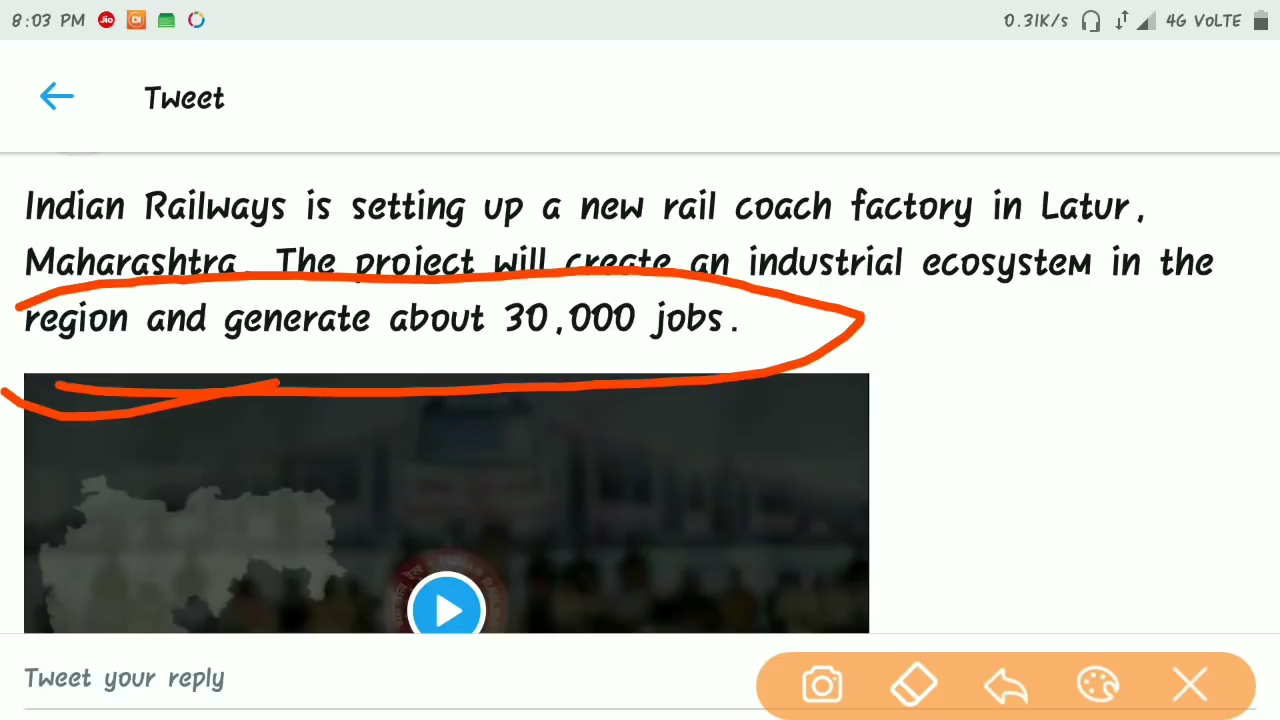 8:03 PM Jio 0.31K/s 4G VoLTE
Tweet
Indian Railways is setting up a new rail coach factory in Latur,
Maharashtra. The project will create an industrial ecosystem in the
region and generate about 30,000 jobs.
Tweet your reply